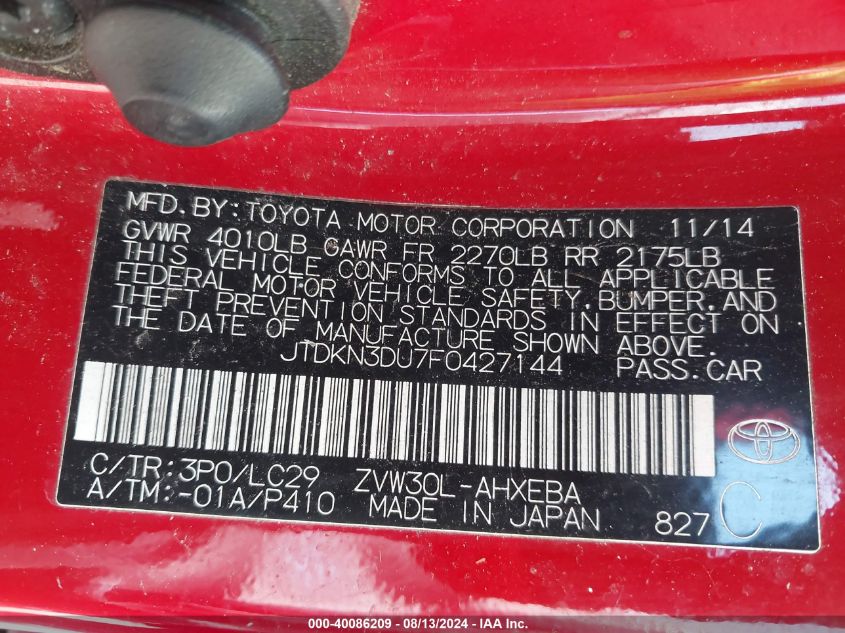 MFD.BY:TOYOTA MOTOR CORPORATION 11/14
GVWR 4010LB GAWR FR 2270LB RR 2175LB
THIS VEHICLE CONFORMS TO ALL APPLICABLE
FEDERAL MOTOR VEHICLE SAFETY,BUMPER,AND
THEFT PREVENTION STANDARDS IN EFFECT ON
THE DATE OF MANUFACTURE SHOWN ABOVE.
JTDKN3DU7F0427144 PASS.CAR
C/TR:3P0/LC29 ZVW30L-AHXEBA
A/TM:-01A/P410 MADE IN JAPAN 827 C
000-40086209 - 08/13/2024 - IAA Inc.